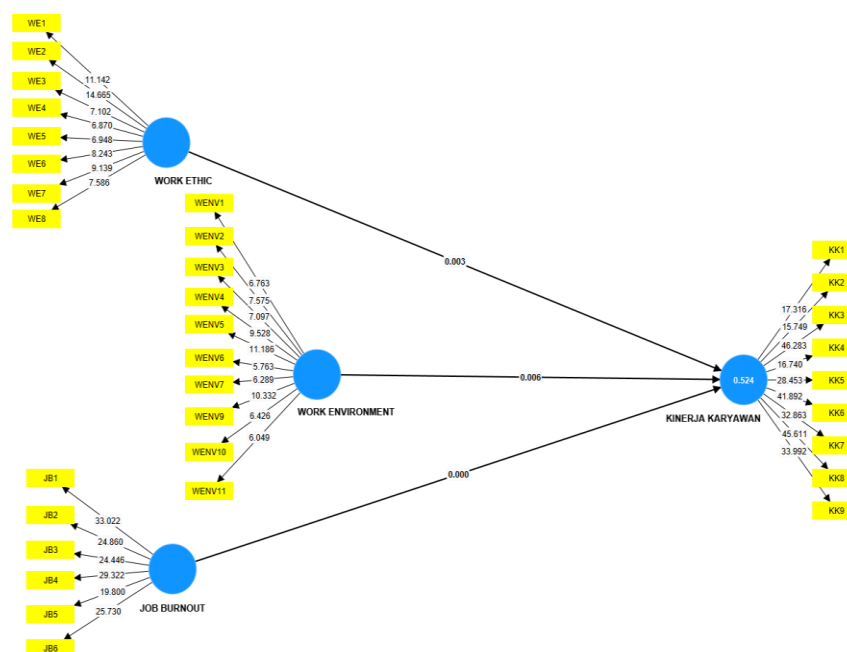 WE1
WE2
WE3
WE4
WE5
WE6
WE7
WE8
11.142
14.665
7.102
6.870
6.948
8.243
9.139
7.586
WORK ETHIC
WENV1
WENV2
WENV3
WENV4
WENV5
WENV6
WENV7
WENV9
WENV10
WENV11
6.763
7.575
7.097
9.528
11.186
5.763
6.289
10.332
6.426
6.049
WORK ENVIRONMENT
JB1
JB2
JB3
JB4
JB5
JB6
33.022
24.860
24.446
29.322
19.800
25.730
JOB BURNOUT
0.003
0.006
0.000
0.524
KINERJA KARYAWAN
17.316
15.749
46.283
16.740
28.453
41.892
32.863
45.611
33.992
KK1
KK2
KK3
KK4
KK5
KK6
KK7
KK8
KK9